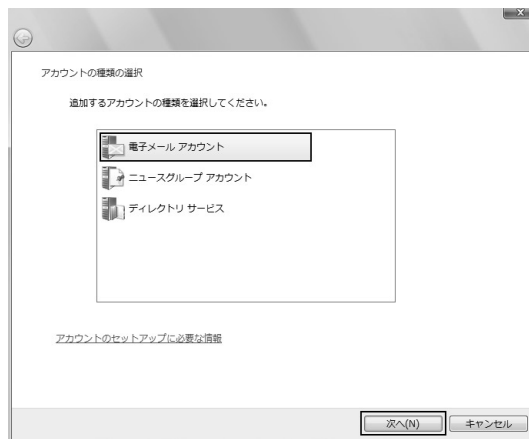 アカウントの種類の選択
追加するアカウントの種類を選択してください。
電子メール アカウント
ニュースグループ アカウント
ディレクトリ サービス
アカウントのセットアップに必要な情報
次へ(N)
キャンセル